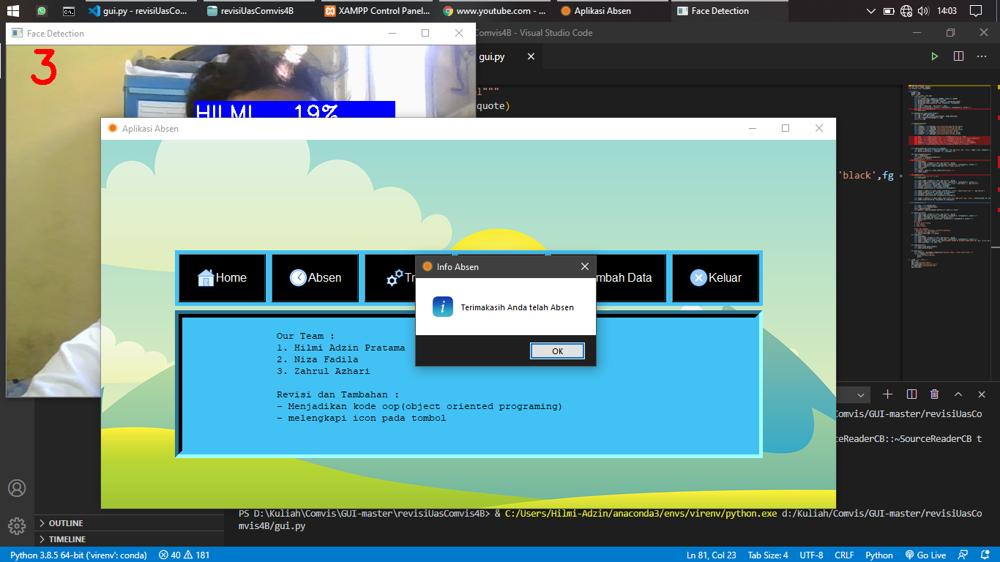 gui.py - revisiUasCo...
revisiUasComvis4B
XAMPP Control Panel...
www.youtube.com - ...
Aplikasi Absen
Face Detection
14:03
Face Detection
Comvis4B - Visual Studio Code
gui.py
3
"""
quote)
HILMI 19%
Aplikasi Absen
'black',fg =
Home
Absen
Tr
mbah Data
Keluar
Info Absen
Terimakasih Anda telah Absen
OK
Our Team :
1. Hilmi Adzin Pratama
2. Niza Fadila
3. Zahrul Azhari
Revisi dan Tambahan :
- Menjadikan kode oop(object oriented programing)
- melengkapi icon pada tombol
Comvis/GUI-master/revisiUasCo
ceReaderCB::~SourceReaderCB t
PS D:\Kuliah\Comvis\GUI-master\revisiUasComvis4B> & C:/Users/Hilmi-Adzin/anaconda3/envs/virenv/python.exe d:/Kuliah/Comvis/GUI-master/revisiUasCo
mvis4B/gui.py
OUTLINE
TIMELINE
Python 3.8.5 64-bit ('virenv': conda)
40
181
Ln 81, Col 23
Tab Size: 4
UTF-8
CRLF
Python
Go Live